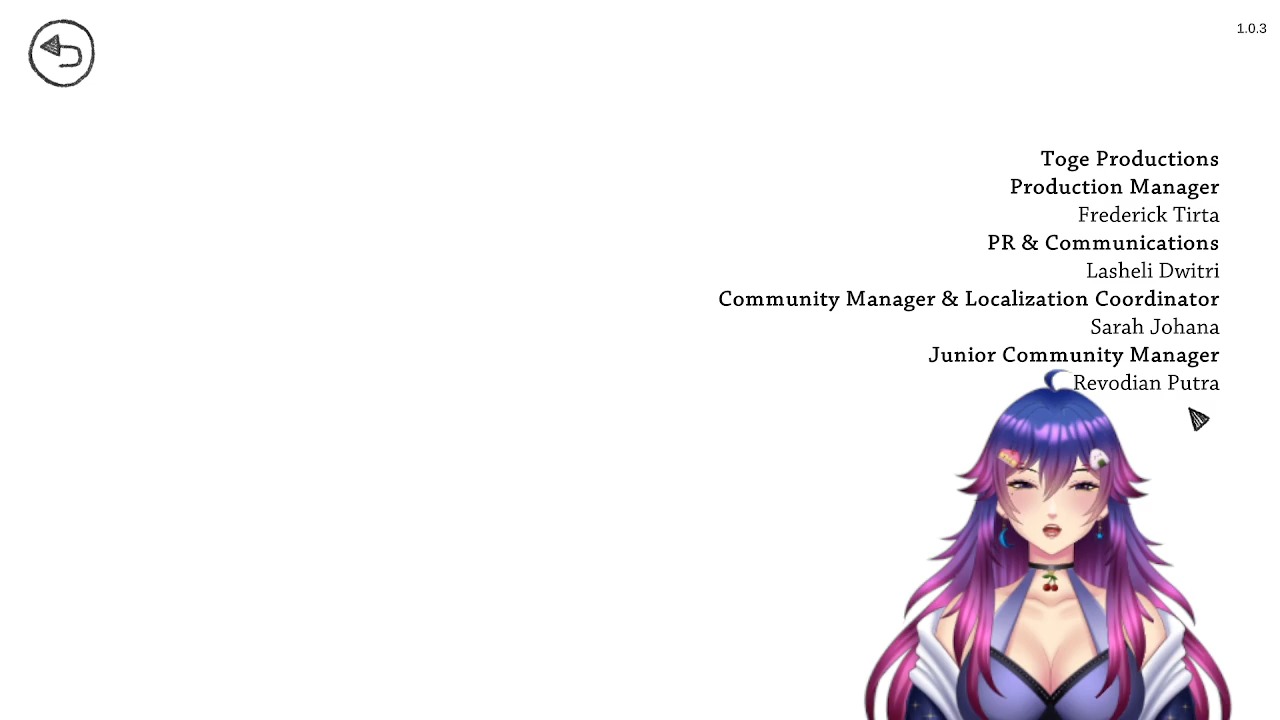 1.0.3
Toge Productions
Production Manager
Frederick Tirta
PR & Communications
Lasheli Dwitri
Community Manager & Localization Coordinator
Sarah Johana
Junior Community Manager
Revodian Putra